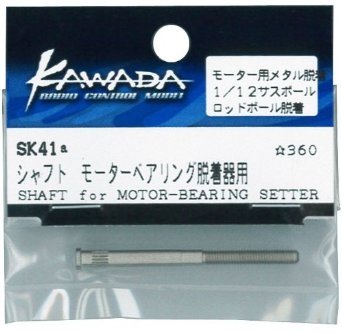 KAWADA
RADIO CONTROL MODEL
モーター用メタル脱着
1/12サスボール
ロッドボール脱着
SK41a
☆360
シャフト モーターベアリング脱着器用
SHAFT for MOTOR-BEARING SETTER